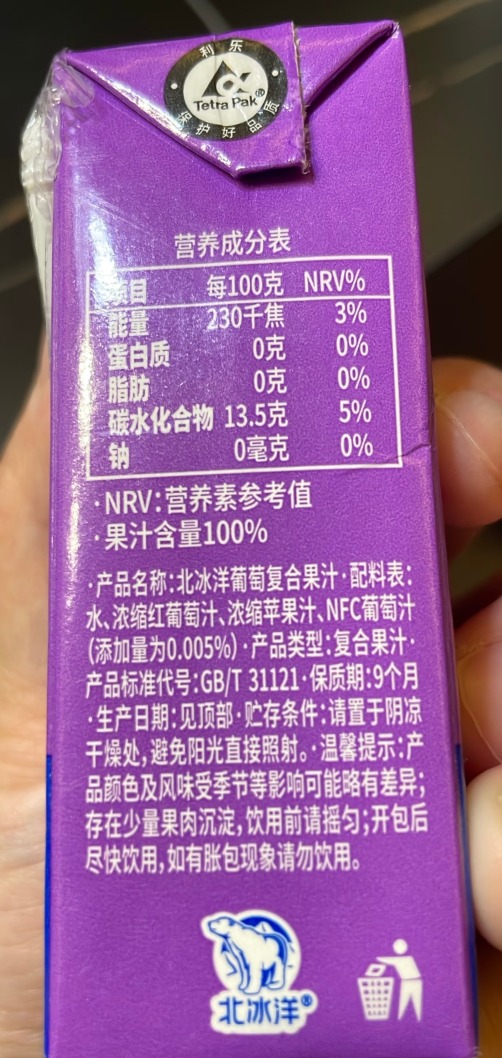 利乐
Tetra Pak®
保护好品质
营养成分表
项目 每100克 NRV%
能量 230千焦 3%
蛋白质 0克 0%
脂肪 0克 0%
碳水化合物 13.5克 5%
钠 0毫克 0%
·NRV:营养素参考值
·果汁含量100%
·产品名称:北冰洋葡萄复合果汁·配料表:
水、浓缩红葡萄汁、浓缩苹果汁、NFC葡萄汁
(添加量为0.005%)·产品类型:复合果汁·
产品标准代号:GB/T 31121·保质期:9个月
·生产日期:见顶部·贮存条件:请置于阴凉
干燥处,避免阳光直接照射。·温馨提示:产
品颜色及风味受季节等影响可能略有差异;
存在少量果肉沉淀,饮用前请摇匀;开包后
尽快饮用,如有胀包现象请勿饮用。
北冰洋®